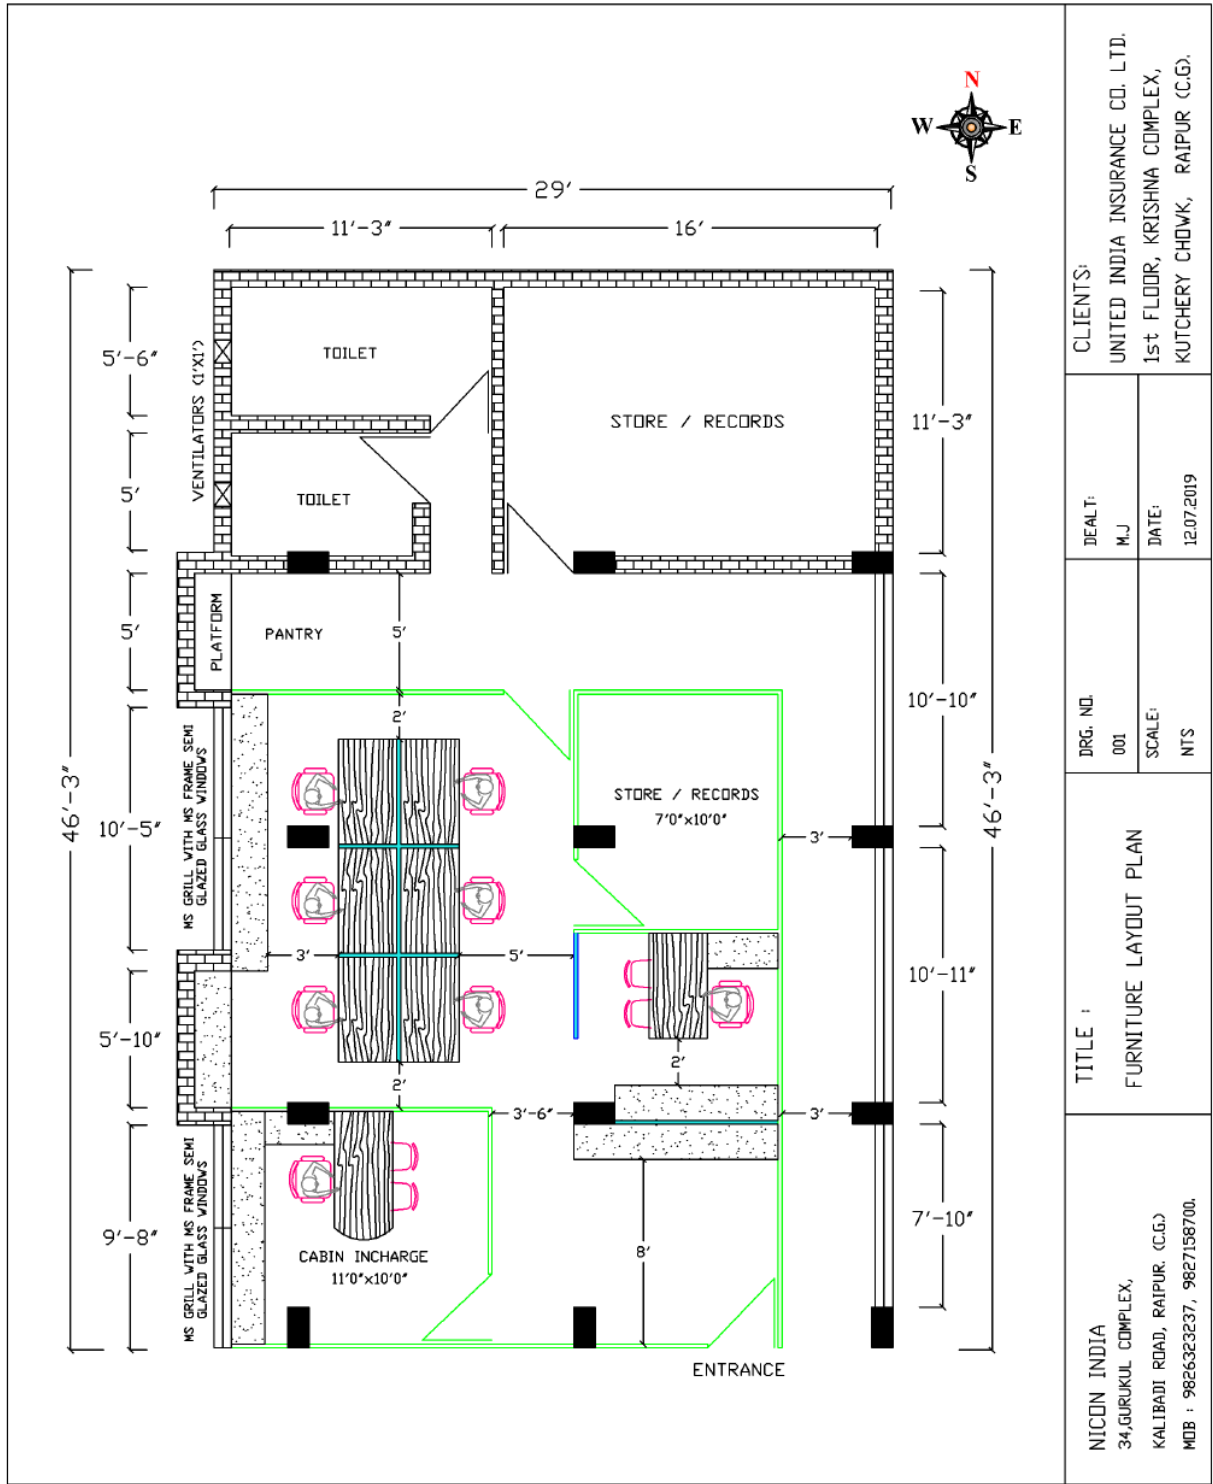 N
W
E
S
29'
11'-3"
16'
46'-3"
5'-6"
VENTILATORS (1'X1')
TOILET
STORE / RECORDS
11'-3"
5'
TOILET
5'
PLATFORM
PANTRY
5'
10'-10"
2'
MS GRILL WITH MS FRAME SEMI
GLAZED GLASS WINDOWS
10'-5"
STORE / RECORDS
7'0"x10'0"
3'
46'-3"
3'
5'
10'-11"
5'-10"
2'
2'
3'-6"
3'
MS GRILL WITH MS FRAME SEMI
GLAZED GLASS WINDOWS
9'-8"
CABIN INCHARGE
11'0"x10'0"
8'
7'-10"
ENTRANCE
CLIENTS:
UNITED INDIA INSURANCE CO. LTD.
1st FLOOR, KRISHNA COMPLEX,
KUTCHERY CHOWK, RAIPUR (C.G).
DEALT:
M.J
DATE:
12.07.2019
DRG. NO.
001
SCALE:
NTS
TITLE :
FURNITURE LAYOUT PLAN
NICON INDIA
34,GURUKUL COMPLEX,
KALIBADI ROAD, RAIPUR. (C.G.)
MOB : 9826323237, 9827158700.